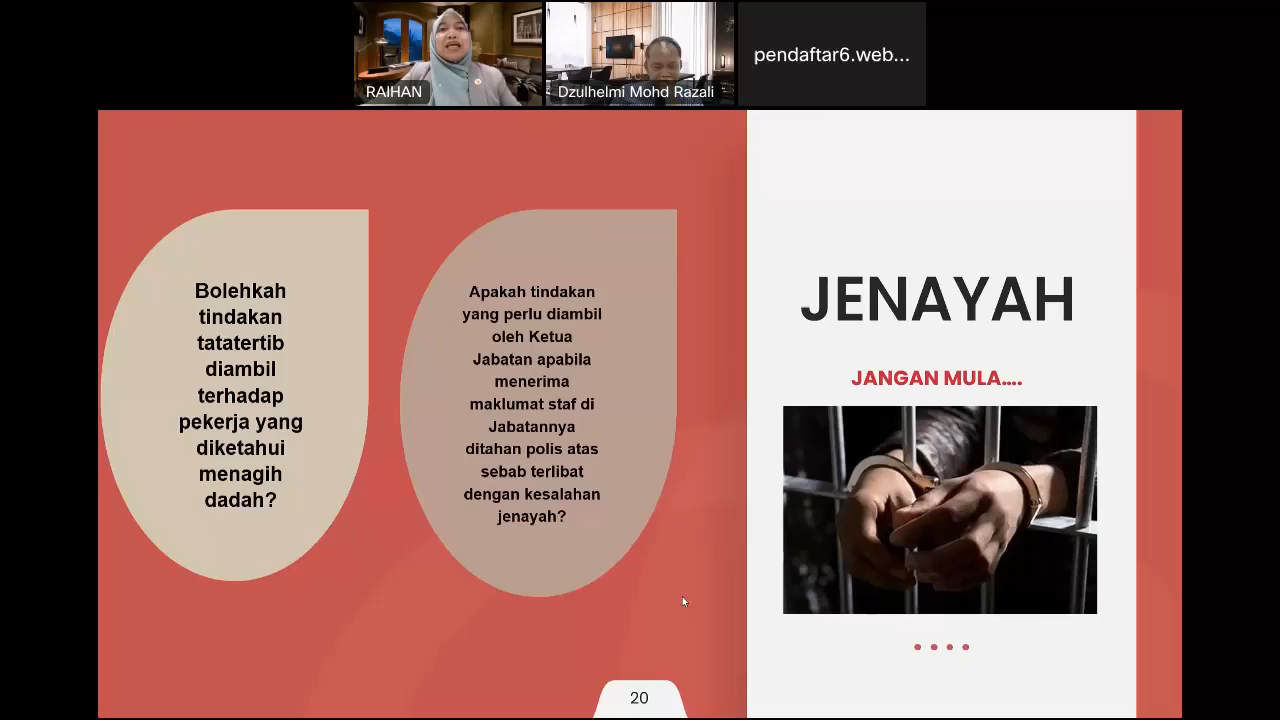 RAIHAN
Dzulhelmi Mohd Razali
pendaftar6.web...
Bolehkah
tindakan
tatatertib
diambil
terhadap
pekerja yang
diketahui
menagih
dadah?
Apakah tindakan
yang perlu diambil
oleh Ketua
Jabatan apabila
menerima
maklumat staf di
Jabatannya
ditahan polis atas
sebab terlibat
dengan kesalahan
jenayah?
JENAYAH
JANGAN MULA....
20